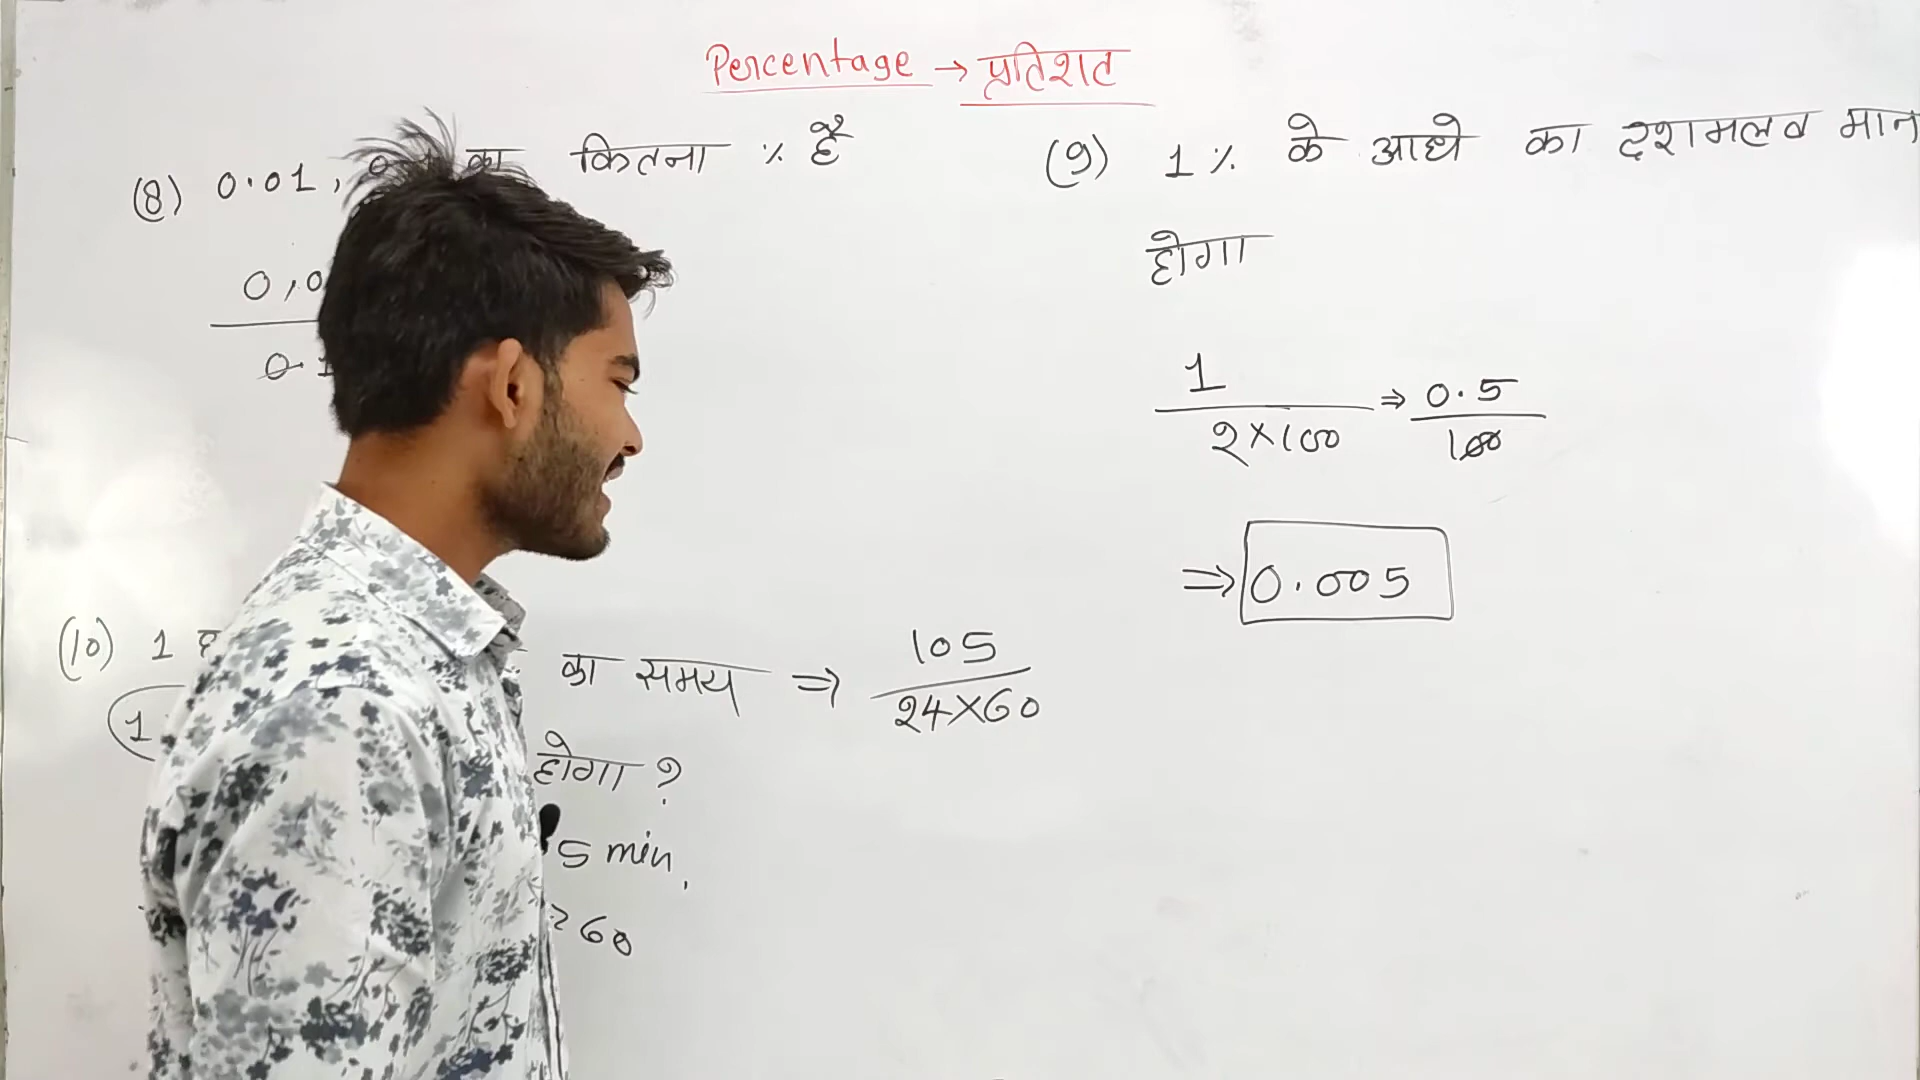 Percentage → प्रतिशत
(8) 0.01, का कितना % है
0.0
0.1
(9) 1% के आधे का दशमलव मान
होगा
1 / 2×100 ⇒ 0.5 / 100
⇒ 0.005
(10) 1 का समय ⇒ 105 / 24×60
1 होगा ?
5 min,
60